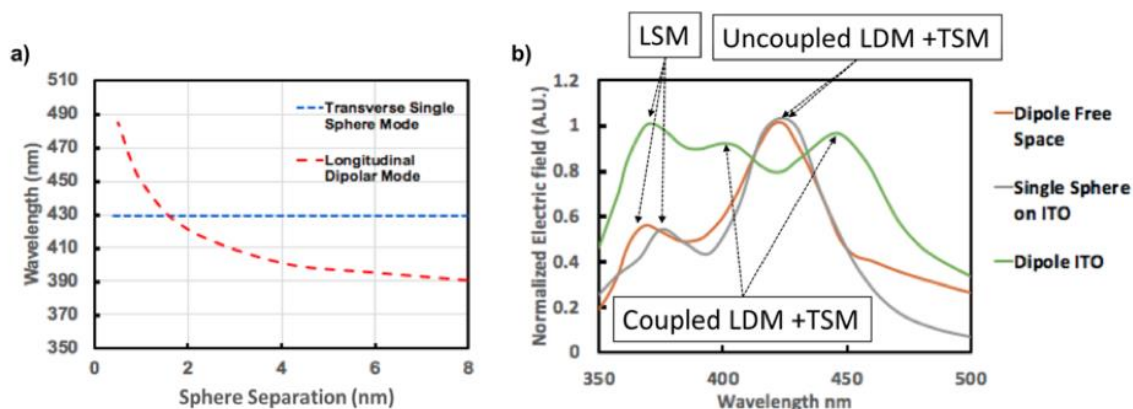 a)
Wavelength (nm)
510
490
470
450
430
410
390
370
350
0
2
4
6
8
Sphere Separation (nm)
Transverse Single
Sphere Mode
Longitudinal
Dipolar Mode
b)
LSM
Uncoupled LDM +TSM
Coupled LDM +TSM
Normalized Electric field (A.U.)
1.2
1
0.8
0.6
0.4
0.2
0
350
400
450
500
Wavelength nm
Dipole Free
Space
Single Sphere
on ITO
Dipole ITO